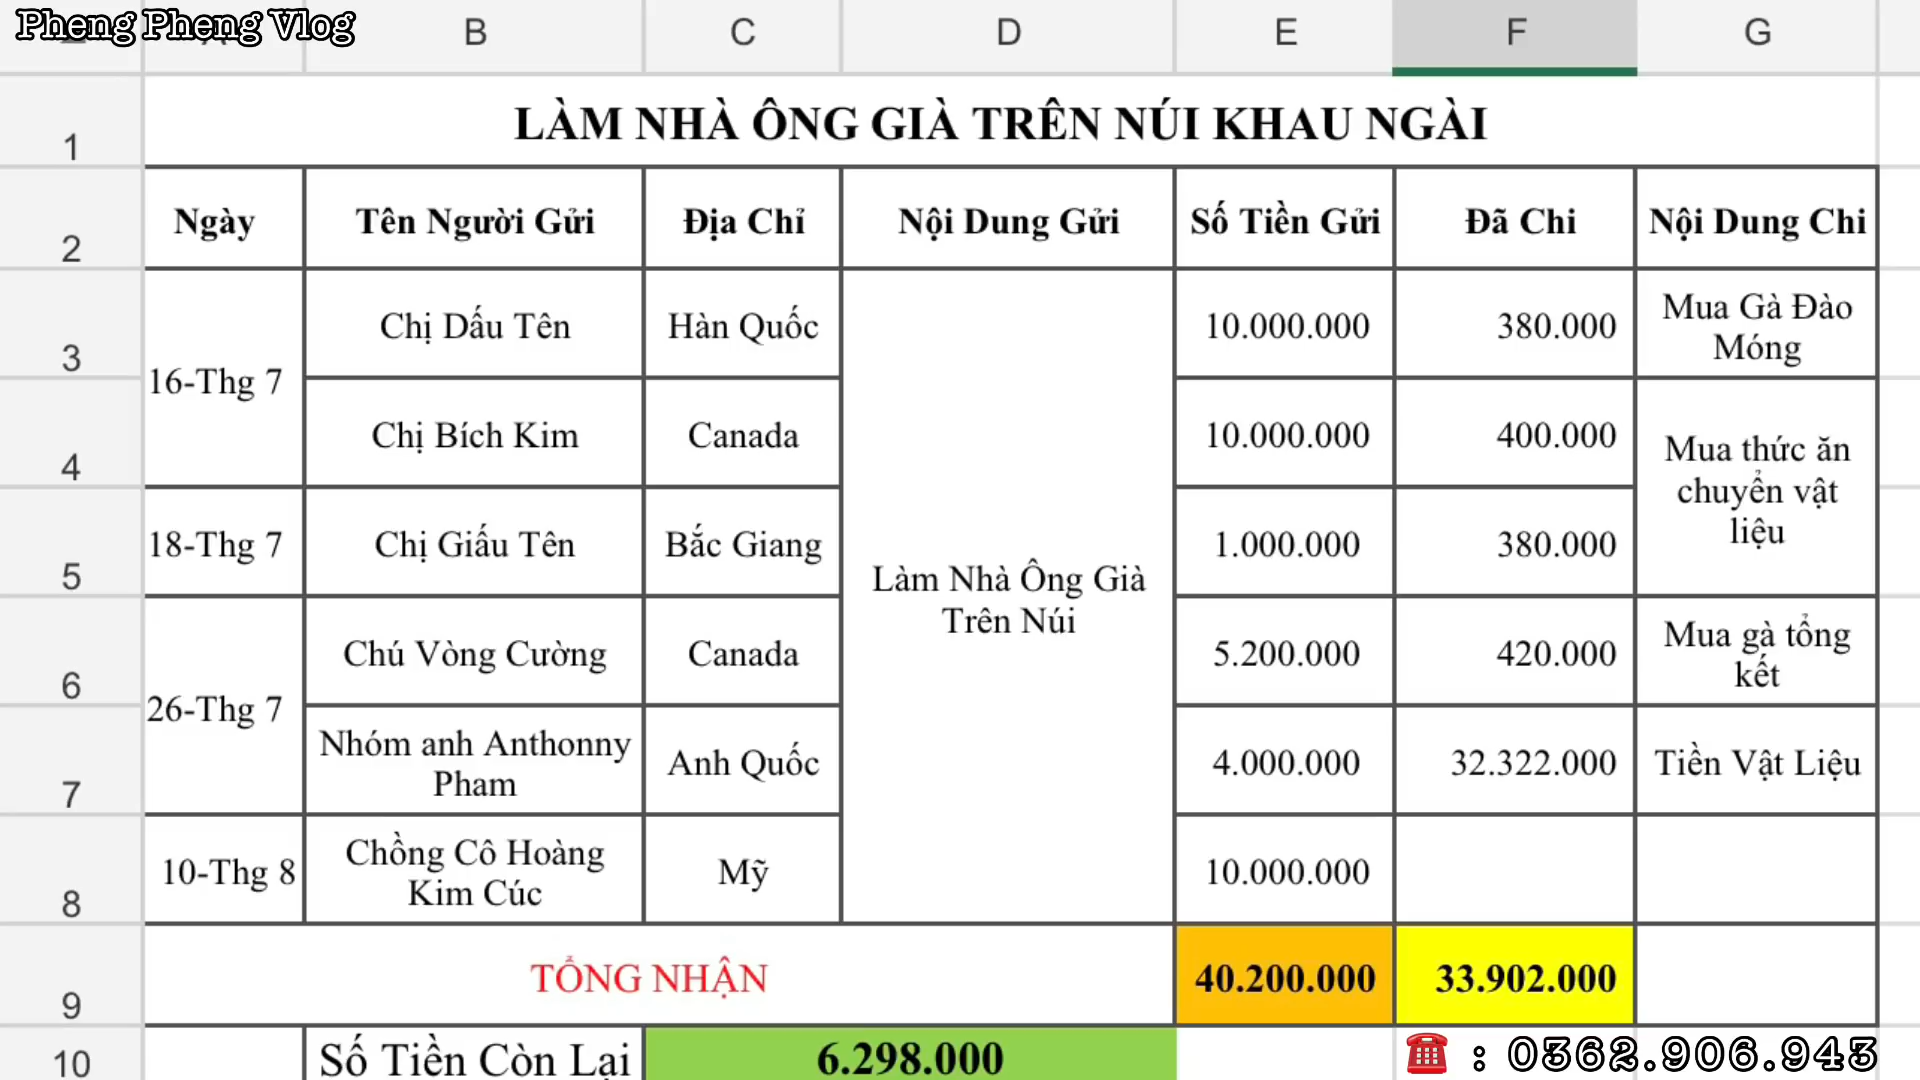 Pheng Pheng Vlog
B C D E F G
1 LÀM NHÀ ÔNG GIÀ TRÊN NÚI KHAU NGÀI
2 Ngày Tên Người Gửi Địa Chỉ Nội Dung Gửi Số Tiền Gửi Đã Chi Nội Dung Chi
3 Chị Dấu Tên Hàn Quốc 10.000.000 380.000 Mua Gà Đào
Móng
16-Thg 7
4 Chị Bích Kim Canada 10.000.000 400.000
Mua thức ăn
chuyển vật
liệu
5 18-Thg 7 Chị Giấu Tên Bắc Giang 1.000.000 380.000
Làm Nhà Ông Già
Trên Núi
6 Chú Vòng Cường Canada 5.200.000 420.000 Mua gà tổng
kết
26-Thg 7
7 Nhóm anh Anthonny
Pham Anh Quốc 4.000.000 32.322.000 Tiền Vật Liệu
8 10-Thg 8 Chồng Cô Hoàng
Kim Cúc Mỹ 10.000.000
9 TỔNG NHẬN 40.200.000 33.902.000
10 Số Tiền Còn Lại 6.298.000
: 0362.906.943